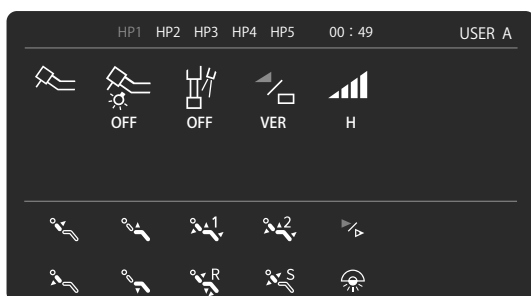 HP1 HP2 HP3 HP4 HP5 00 : 49 USER A
OFF OFF VER H
1 2
R S